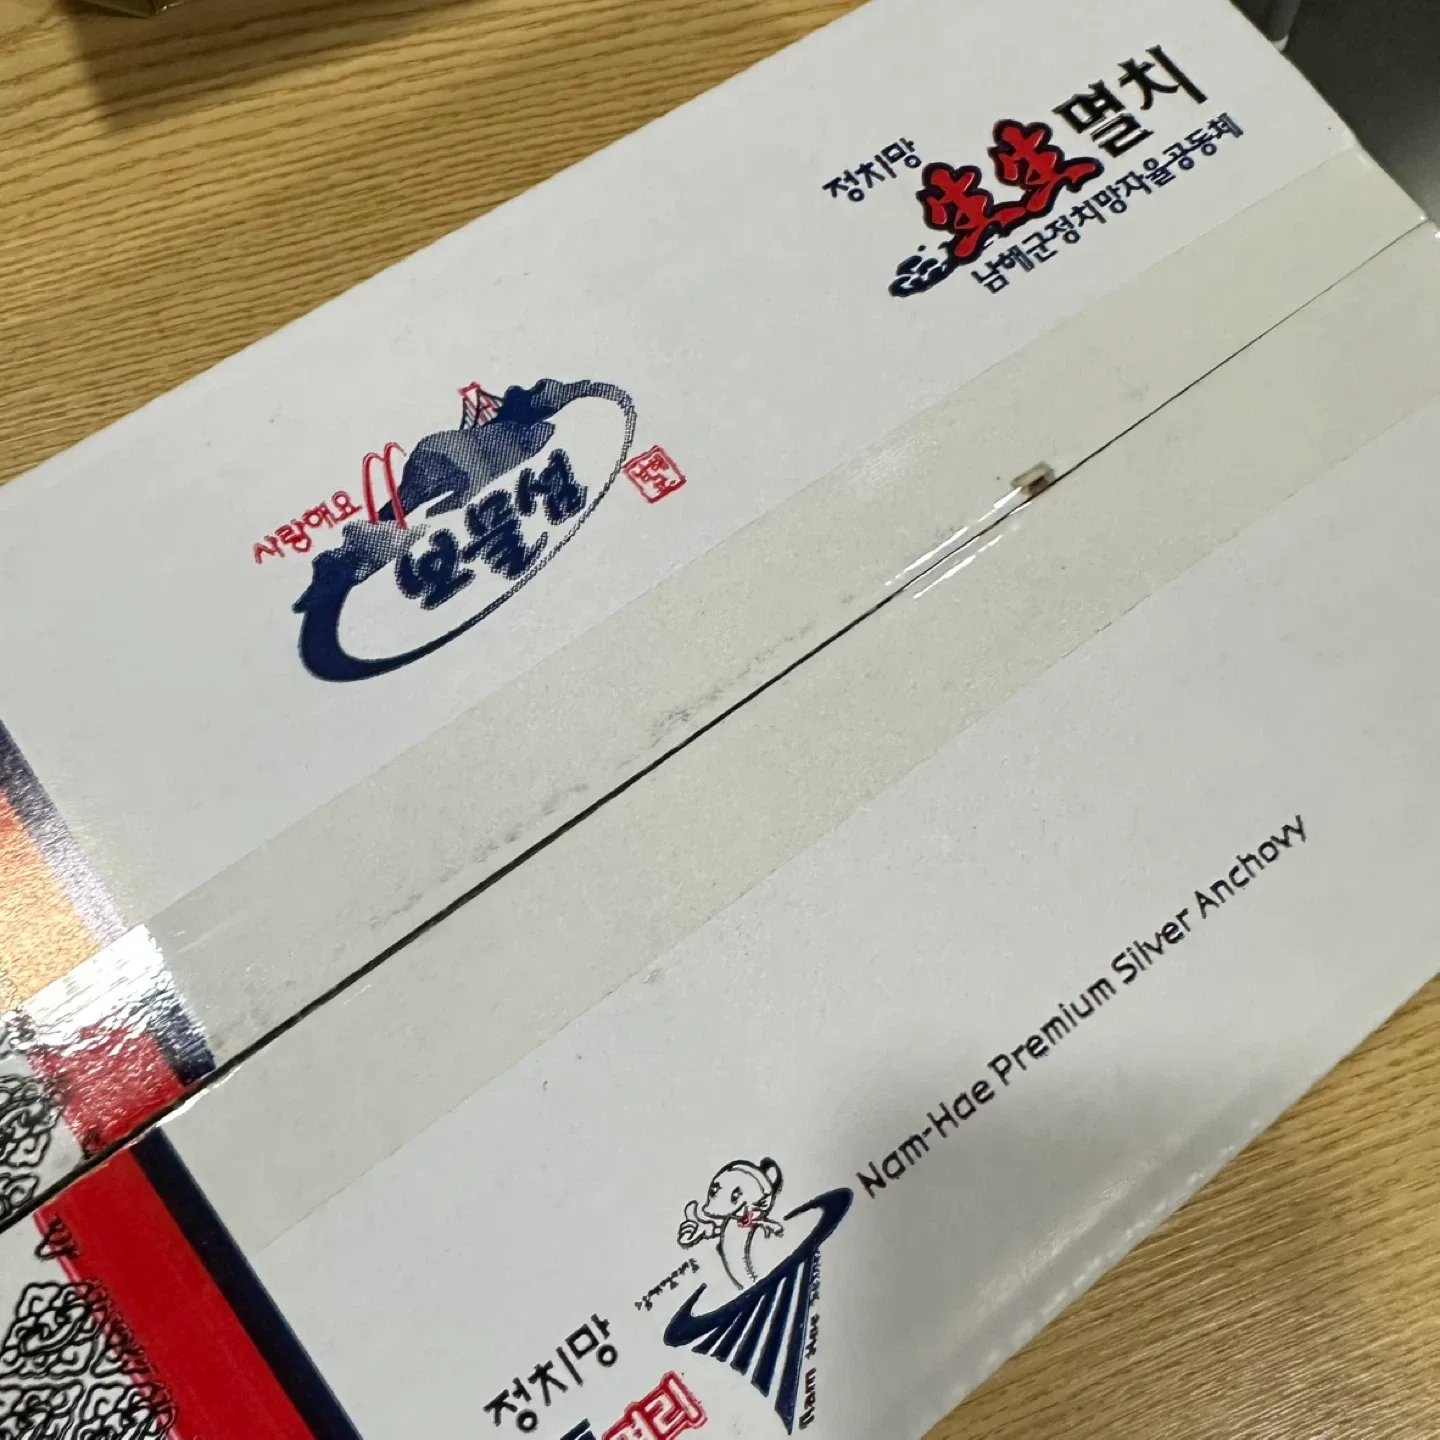 정치망
生生멸치
남해군정치망자율공동체
사랑해요
보물섬
Nam-Hae Premium Silver Anchovy
정치망